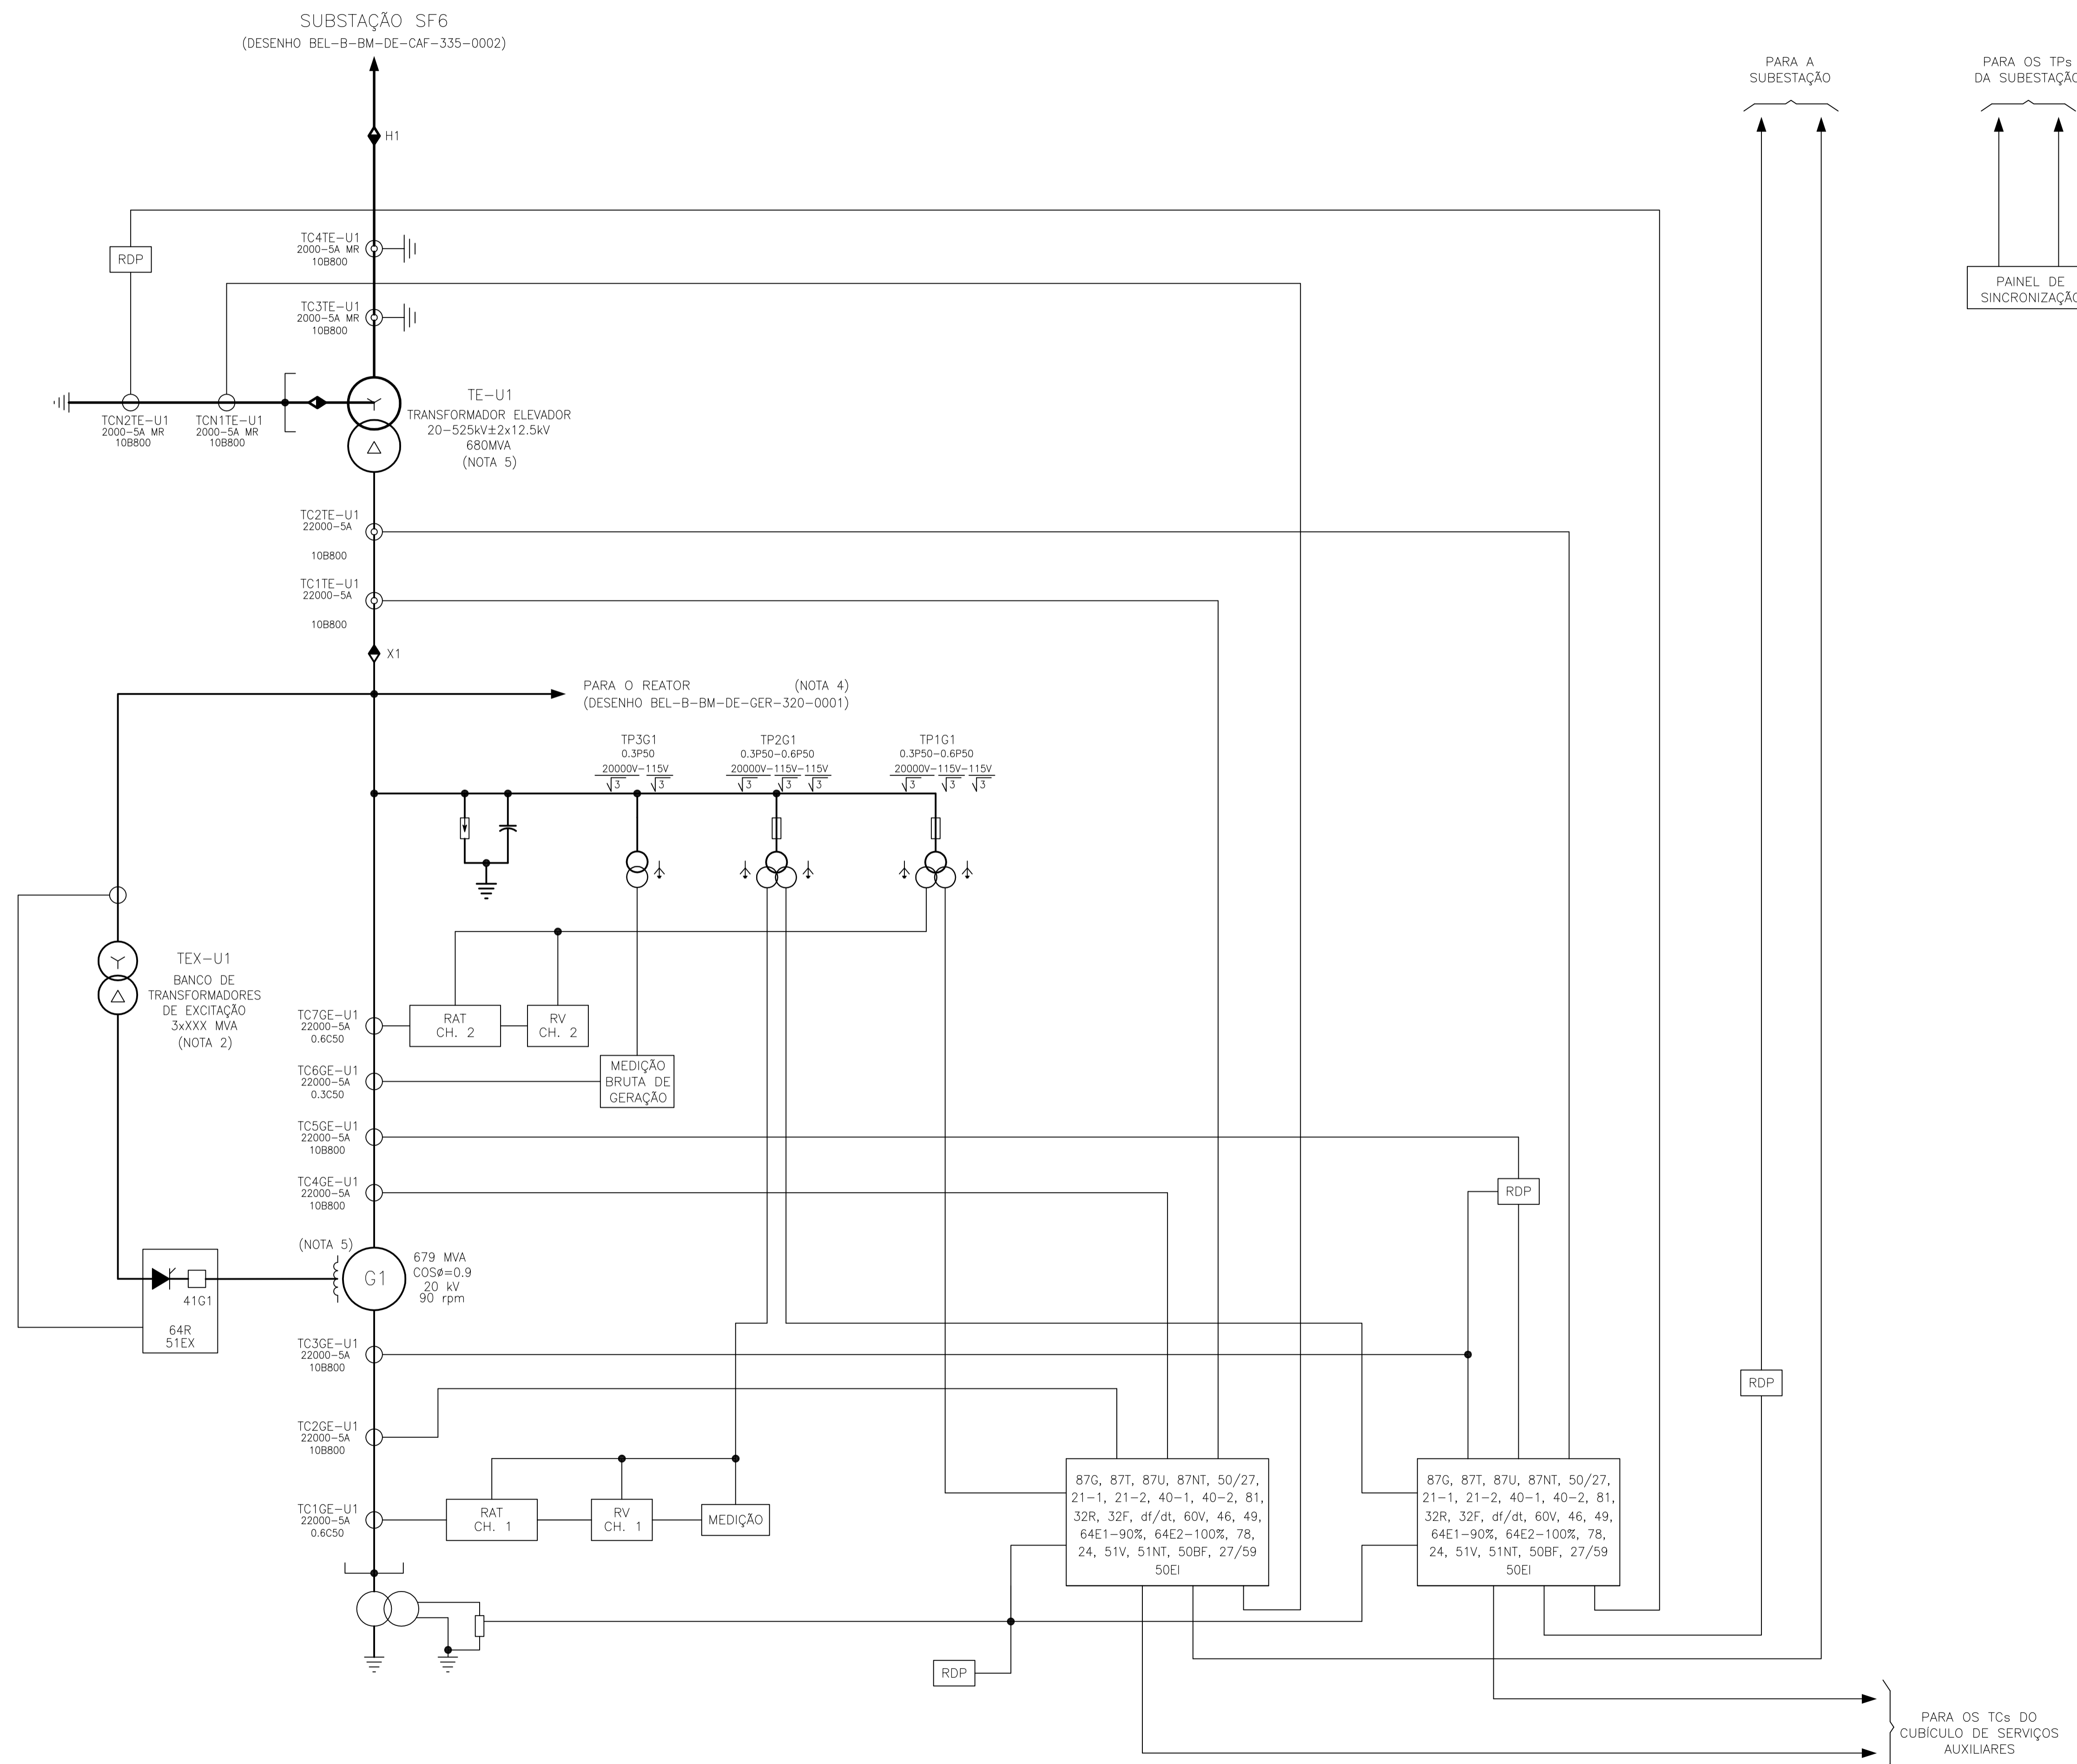 SUBSTAÇÃO SF6
(DESENHO BEL-B-BM-DE-CAF-335-0002)
PARA A
SUBESTAÇÃO
PARA OS TPs
DA SUBESTAÇÃO
H1
TC4TE-U1
2000-5A MR
10B800
RDP
PAINEL DE
SINCRONIZAÇÃO
TC3TE-U1
2000-5A MR
10B800
TCN2TE-U1
2000-5A MR
10B800
TCN1TE-U1
2000-5A MR
10B800
TE-U1
TRANSFORMADOR ELEVADOR
20-525kV±2x12.5kV
680MVA
(NOTA 5)
TC2TE-U1
22000-5A
10B800
TC1TE-U1
22000-5A
10B800
X1
PARA O REATOR (NOTA 4)
(DESENHO BEL-B-BM-DE-GER-320-0001)
TP3G1
0.3P50
20000V-115V
√3 √3
TP2G1
0.3P50-0.6P50
20000V-115V-115V
√3 √3 √3
TP1G1
0.3P50-0.6P50
20000V-115V-115V
√3 √3 √3
TEX-U1
BANCO DE
TRANSFORMADORES
DE EXCITAÇÃO
3xXXX MVA
(NOTA 2)
TC7GE-U1
22000-5A
0.6C50
RAT
CH. 2
RV
CH. 2
TC6GE-U1
22000-5A
0.3C50
MEDIÇÃO
BRUTA DE
GERAÇÃO
TC5GE-U1
22000-5A
10B800
TC4GE-U1
22000-5A
10B800
RDP
(NOTA 5)
G1
679 MVA
COSø=0.9
20 kV
90 rpm
41G1
64R
51EX
TC3GE-U1
22000-5A
10B800
RDP
TC2GE-U1
22000-5A
10B800
TC1GE-U1
22000-5A
0.6C50
RAT
CH. 1
RV
CH. 1
MEDIÇÃO
87G, 87T, 87U, 87NT, 50/27,
21-1, 21-2, 40-1, 40-2, 81,
32R, 32F, df/dt, 60V, 46, 49,
64E1-90%, 64E2-100%, 78,
24, 51V, 51NT, 50BF, 27/59
50EI
87G, 87T, 87U, 87NT, 50/27,
21-1, 21-2, 40-1, 40-2, 81,
32R, 32F, df/dt, 60V, 46, 49,
64E1-90%, 64E2-100%, 78,
24, 51V, 51NT, 50BF, 27/59
50EI
RDP
PARA OS TCs DO
CUBÍCULO DE SERVIÇOS
AUXILIARES